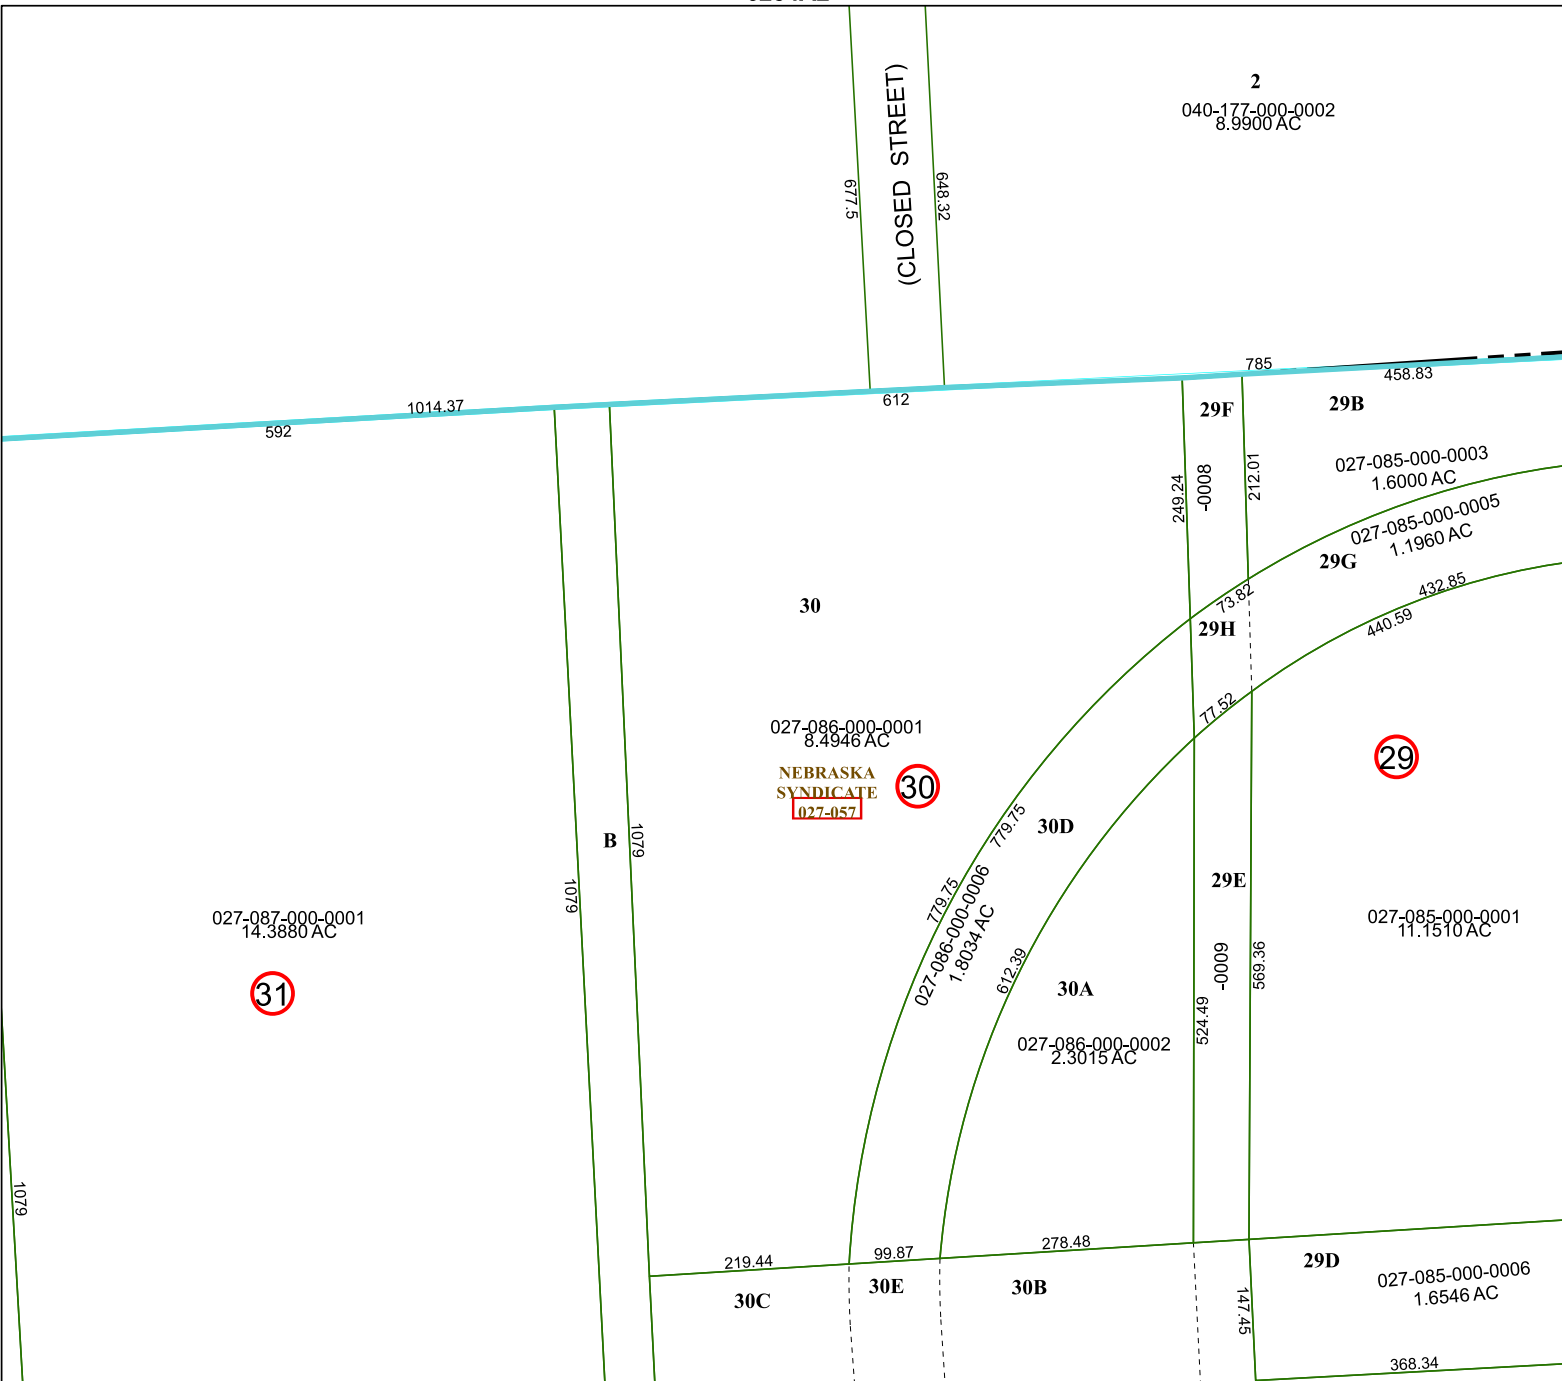 (CLOSED STREET)
677.5
648.32
2
040-177-000-0002
8.9900 AC
785
458.83
1014.37
592
612
29F
29B
249.24
-0008
212.01
027-085-000-0003
1.6000 AC
027-085-000-0005
1.1960 AC
29G
73.82
432.85
440.59
29H
30
77.52
027-086-000-0001
8.4946 AC
NEBRASKA
SYNDICATE
027-057
30
29
779.75
30D
B
1079
1079
779.75
027-086-000-0006
1.8034 AC
29E
027-087-000-0001
14.3880 AC
027-085-000-0001
11.1510 AC
31
612.39
30A
-0009
569.36
524.49
027-086-000-0002
2.3015 AC
1079
219.44
99.87
278.48
30C
30E
30B
29D
027-085-000-0006
1.6546 AC
147.45
368.34